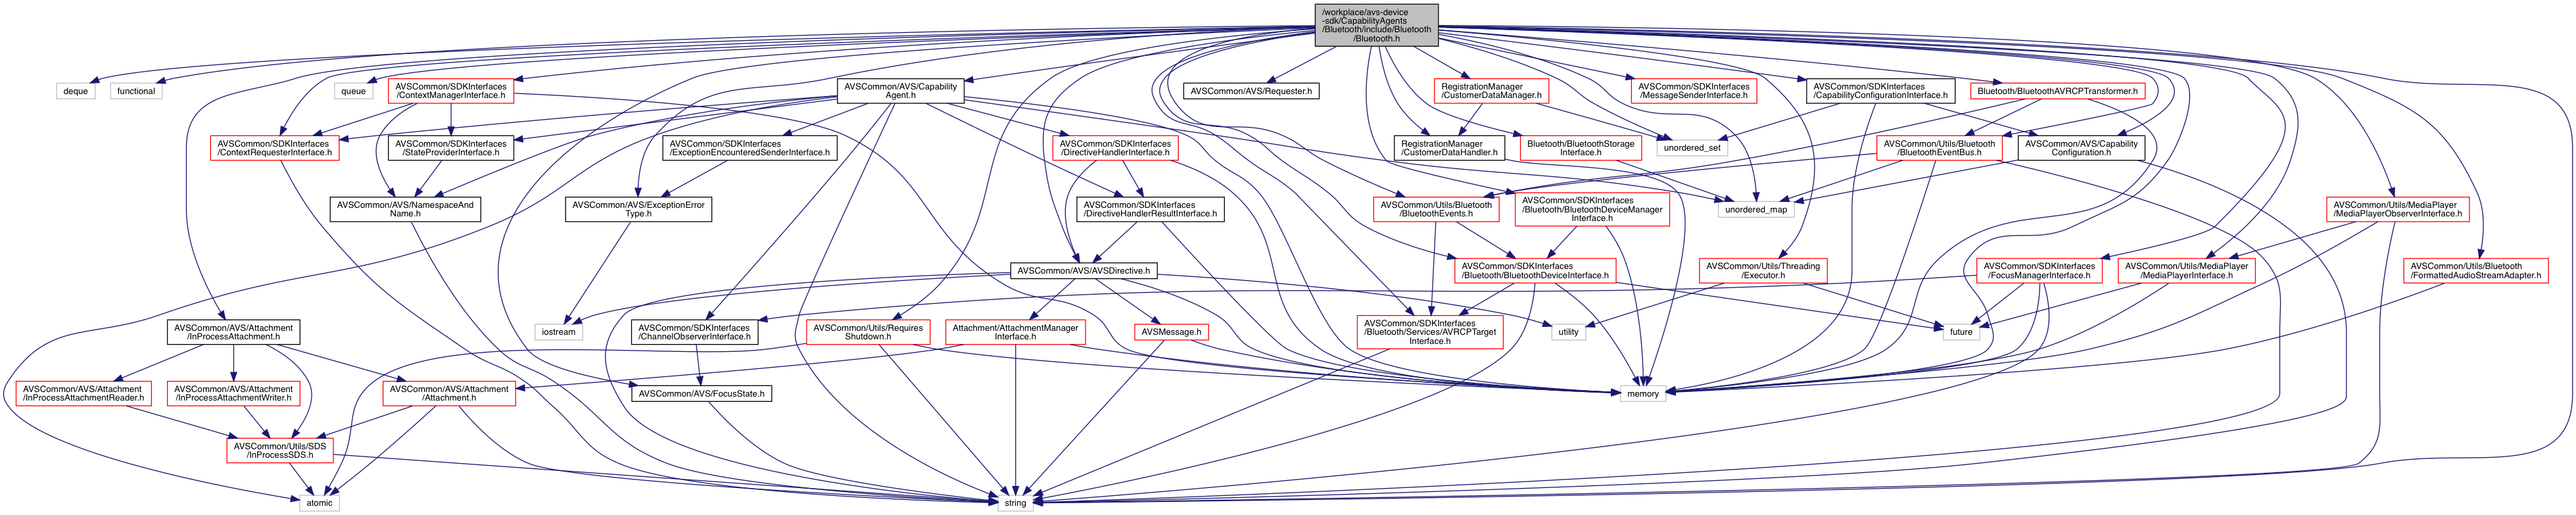 /workplace/avs-device
-sdk/CapabilityAgents
/Bluetooth/include/Bluetooth
/Bluetooth.h
deque
functional
queue
AVSCommon/SDKInterfaces
/ContextManagerInterface.h
AVSCommon/AVS/Capability
Agent.h
AVSCommon/AVS/Requester.h
RegistrationManager
/CustomerDataManager.h
AVSCommon/SDKInterfaces
/MessageSenderInterface.h
AVSCommon/SDKInterfaces
/CapabilityConfigurationInterface.h
Bluetooth/BluetoothAVRCPTransformer.h
AVSCommon/SDKInterfaces
/ContextRequesterInterface.h
AVSCommon/SDKInterfaces
/StateProviderInterface.h
AVSCommon/SDKInterfaces
/ExceptionEncounteredSenderInterface.h
AVSCommon/SDKInterfaces
/DirectiveHandlerInterface.h
RegistrationManager
/CustomerDataHandler.h
Bluetooth/BluetoothStorage
Interface.h
unordered_set
AVSCommon/Utils/Bluetooth
/BluetoothEventBus.h
AVSCommon/AVS/Capability
Configuration.h
AVSCommon/AVS/NamespaceAnd
Name.h
AVSCommon/AVS/ExceptionError
Type.h
AVSCommon/SDKInterfaces
/DirectiveHandlerResultInterface.h
AVSCommon/Utils/Bluetooth
/BluetoothEvents.h
AVSCommon/SDKInterfaces
/Bluetooth/BluetoothDeviceManager
Interface.h
unordered_map
AVSCommon/Utils/MediaPlayer
/MediaPlayerObserverInterface.h
AVSCommon/AVS/AVSDirective.h
AVSCommon/SDKInterfaces
/Bluetooth/BluetoothDeviceInterface.h
AVSCommon/Utils/Threading
/Executor.h
AVSCommon/SDKInterfaces
/FocusManagerInterface.h
AVSCommon/Utils/MediaPlayer
/MediaPlayerInterface.h
AVSCommon/Utils/Bluetooth
/FormattedAudioStreamAdapter.h
AVSCommon/AVS/Attachment
/InProcessAttachment.h
iostream
AVSCommon/SDKInterfaces
/ChannelObserverInterface.h
AVSCommon/Utils/Requires
Shutdown.h
Attachment/AttachmentManager
Interface.h
AVSMessage.h
AVSCommon/SDKInterfaces
/Bluetooth/Services/AVRCPTarget
Interface.h
utility
future
AVSCommon/AVS/Attachment
/InProcessAttachmentReader.h
AVSCommon/AVS/Attachment
/InProcessAttachmentWriter.h
AVSCommon/AVS/Attachment
/Attachment.h
AVSCommon/AVS/FocusState.h
memory
AVSCommon/Utils/SDS
/InProcessSDS.h
atomic
string